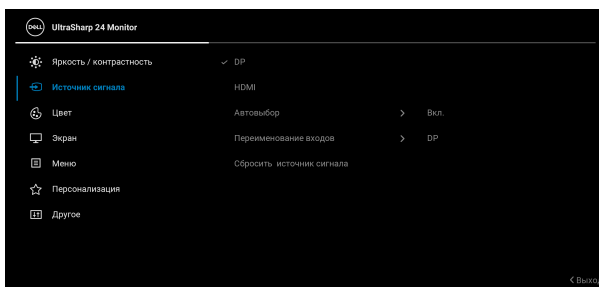 DELL UltraSharp 24 Monitor
Яркость / контрастность DP
Источник сигнала HDMI
Цвет Автовыбор Вкл.
Экран Переименование входов DP
Меню Сбросить источник сигнала
Персонализация
Другое
Выход